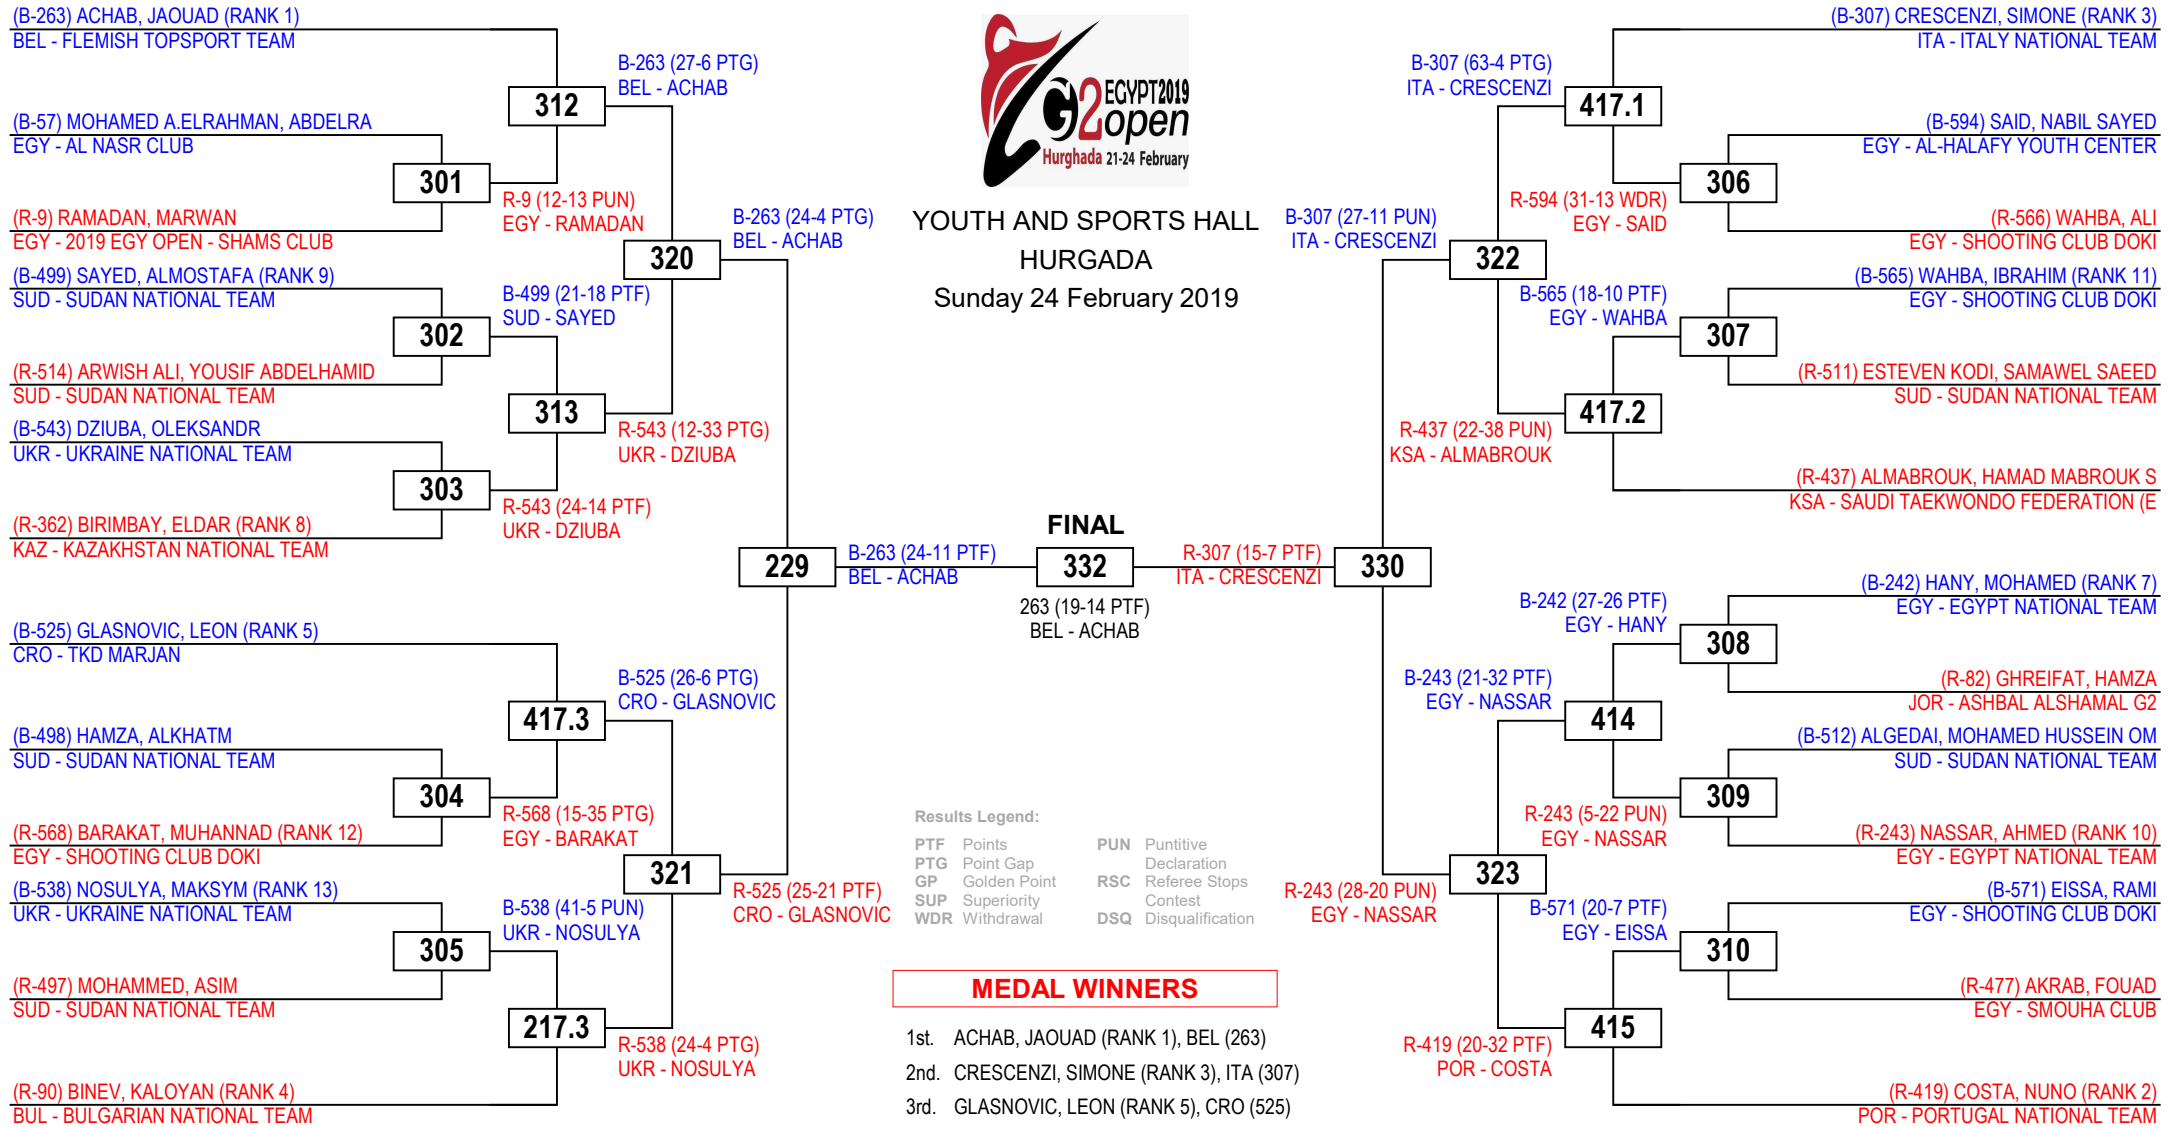 (B-263) ACHAB, JAOUAD (RANK 1)
BEL - FLEMISH TOPSPORT TEAM
(B-57) MOHAMED A.ELRAHMAN, ABDELRA
EGY - AL NASR CLUB
(R-9) RAMADAN, MARWAN
EGY - 2019 EGY OPEN - SHAMS CLUB
(B-499) SAYED, ALMOSTAFA (RANK 9)
SUD - SUDAN NATIONAL TEAM
(R-514) ARWISH ALI, YOUSIF ABDELHAMID
SUD - SUDAN NATIONAL TEAM
(B-543) DZIUBA, OLEKSANDR
UKR - UKRAINE NATIONAL TEAM
(R-362) BIRIMBAY, ELDAR (RANK 8)
KAZ - KAZAKHSTAN NATIONAL TEAM
(B-525) GLASNOVIC, LEON (RANK 5)
CRO - TKD MARJAN
(B-498) HAMZA, ALKHATM
SUD - SUDAN NATIONAL TEAM
(R-568) BARAKAT, MUHANNAD (RANK 12)
EGY - SHOOTING CLUB DOKI
(B-538) NOSULYA, MAKSYM (RANK 13)
UKR - UKRAINE NATIONAL TEAM
(R-497) MOHAMMED, ASIM
SUD - SUDAN NATIONAL TEAM
(R-90) BINEV, KALOYAN (RANK 4)
BUL - BULGARIAN NATIONAL TEAM
301
302
303
304
305
R-9 (12-13 PUN)
EGY - RAMADAN
B-499 (21-18 PTF)
SUD - SAYED
R-543 (24-14 PTF)
UKR - DZIUBA
R-568 (15-35 PTG)
EGY - BARAKAT
B-538 (41-5 PUN)
UKR - NOSULYA
312
313
417.3
217.3
B-263 (27-6 PTG)
BEL - ACHAB
R-543 (12-33 PTG)
UKR - DZIUBA
B-525 (26-6 PTG)
CRO - GLASNOVIC
R-538 (24-4 PTG)
UKR - NOSULYA
320
321
B-263 (24-4 PTG)
BEL - ACHAB
R-525 (25-21 PTF)
CRO - GLASNOVIC
229
B-263 (24-11 PTF)
BEL - ACHAB
G2 EGYPT2019
open
Hurghada 21-24 February
YOUTH AND SPORTS HALL
HURGADA
Sunday 24 February 2019
FINAL
332
263 (19-14 PTF)
BEL - ACHAB
R-307 (15-7 PTF)
ITA - CRESCENZI
330
B-307 (27-11 PUN)
ITA - CRESCENZI
R-243 (28-20 PUN)
EGY - NASSAR
322
323
B-307 (63-4 PTG)
ITA - CRESCENZI
R-437 (22-38 PUN)
KSA - ALMABROUK
B-243 (21-32 PTF)
EGY - NASSAR
R-419 (20-32 PTF)
POR - COSTA
417.1
417.2
414
415
R-594 (31-13 WDR)
EGY - SAID
B-565 (18-10 PTF)
EGY - WAHBA
B-242 (27-26 PTF)
EGY - HANY
R-243 (5-22 PUN)
EGY - NASSAR
B-571 (20-7 PTF)
EGY - EISSA
306
307
308
309
310
(B-307) CRESCENZI, SIMONE (RANK 3)
ITA - ITALY NATIONAL TEAM
(B-594) SAID, NABIL SAYED
EGY - AL-HALAFY YOUTH CENTER
(R-566) WAHBA, ALI
EGY - SHOOTING CLUB DOKI
(B-565) WAHBA, IBRAHIM (RANK 11)
EGY - SHOOTING CLUB DOKI
(R-511) ESTEVEN KODI, SAMAWEL SAEED
SUD - SUDAN NATIONAL TEAM
(R-437) ALMABROUK, HAMAD MABROUK S
KSA - SAUDI TAEKWONDO FEDERATION (E
(B-242) HANY, MOHAMED (RANK 7)
EGY - EGYPT NATIONAL TEAM
(R-82) GHREIFAT, HAMZA
JOR - ASHBAL ALSHAMAL G2
(B-512) ALGEDAI, MOHAMED HUSSEIN OM
SUD - SUDAN NATIONAL TEAM
(R-243) NASSAR, AHMED (RANK 10)
EGY - EGYPT NATIONAL TEAM
(B-571) EISSA, RAMI
EGY - SHOOTING CLUB DOKI
(R-477) AKRAB, FOUAD
EGY - SMOUHA CLUB
(R-419) COSTA, NUNO (RANK 2)
POR - PORTUGAL NATIONAL TEAM
Results Legend:
PTF Points
PTG Point Gap
GP Golden Point
SUP Superiority
WDR Withdrawal
PUN Puntitive
Declaration
RSC Referee Stops
Contest
DSQ Disqualification
MEDAL WINNERS
1st. ACHAB, JAOUAD (RANK 1), BEL (263)
2nd. CRESCENZI, SIMONE (RANK 3), ITA (307)
3rd. GLASNOVIC, LEON (RANK 5), CRO (525)